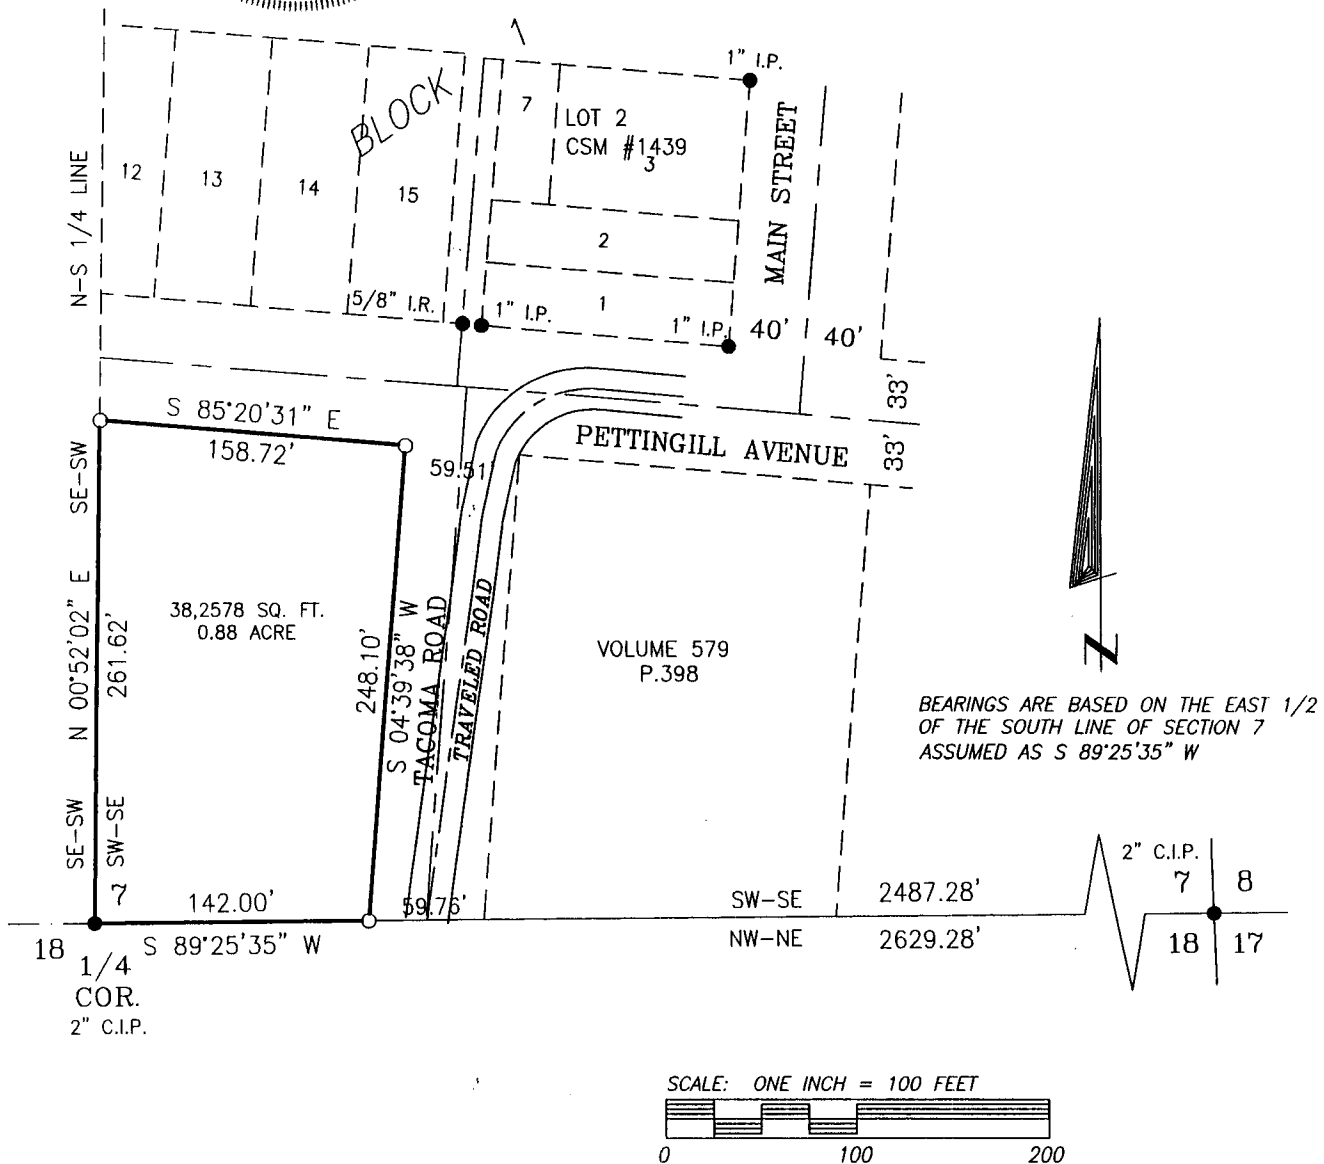 1" I.P.
BLOCK
7
LOT 2
CSM #1439
3
12
13
14
15
N-S 1/4 LINE
MAIN STREET
2
5/8" I.R.
1" I.P.
1
1" I.P.
40'
40'
33'
S 85°20'31" E
158.72'
59.51'
PETTINGILL AVENUE
33'
SE-SW
N 00°52'02" E
261.62'
38,2578 SQ. FT.
0.88 ACRE
248.10'
S 04°39'38" W
TACOMA ROAD
TRAVELED ROAD
VOLUME 579
P.398
BEARINGS ARE BASED ON THE EAST 1/2
OF THE SOUTH LINE OF SECTION 7
ASSUMED AS S 89°25'35" W
SE-SW
SW-SE
7
142.00'
59.76'
SW-SE
2487.28'
2" C.I.P.
7
8
18
S 89°25'35" W
NW-NE
2629.28'
18
17
1/4
COR.
2" C.I.P.
Z
SCALE: ONE INCH = 100 FEET
0
100
200